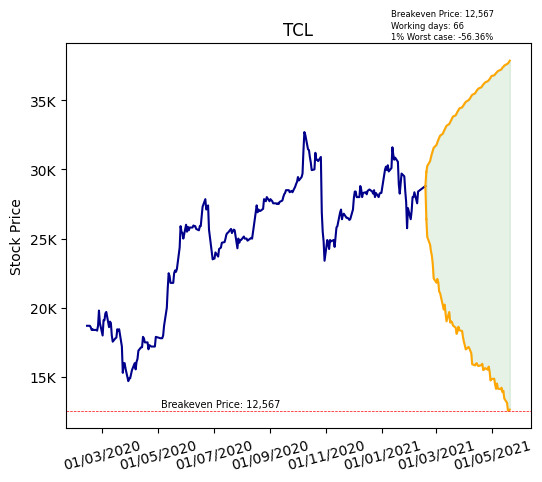 Breakeven Price: 12,567
Working days: 66
1% Worst case: -56.36%
TCL
Stock Price
35K
30K
25K
20K
15K
Breakeven Price: 12,567
01/03/2020
01/05/2020
01/07/2020
01/09/2020
01/11/2020
01/01/2021
01/03/2021
01/05/2021